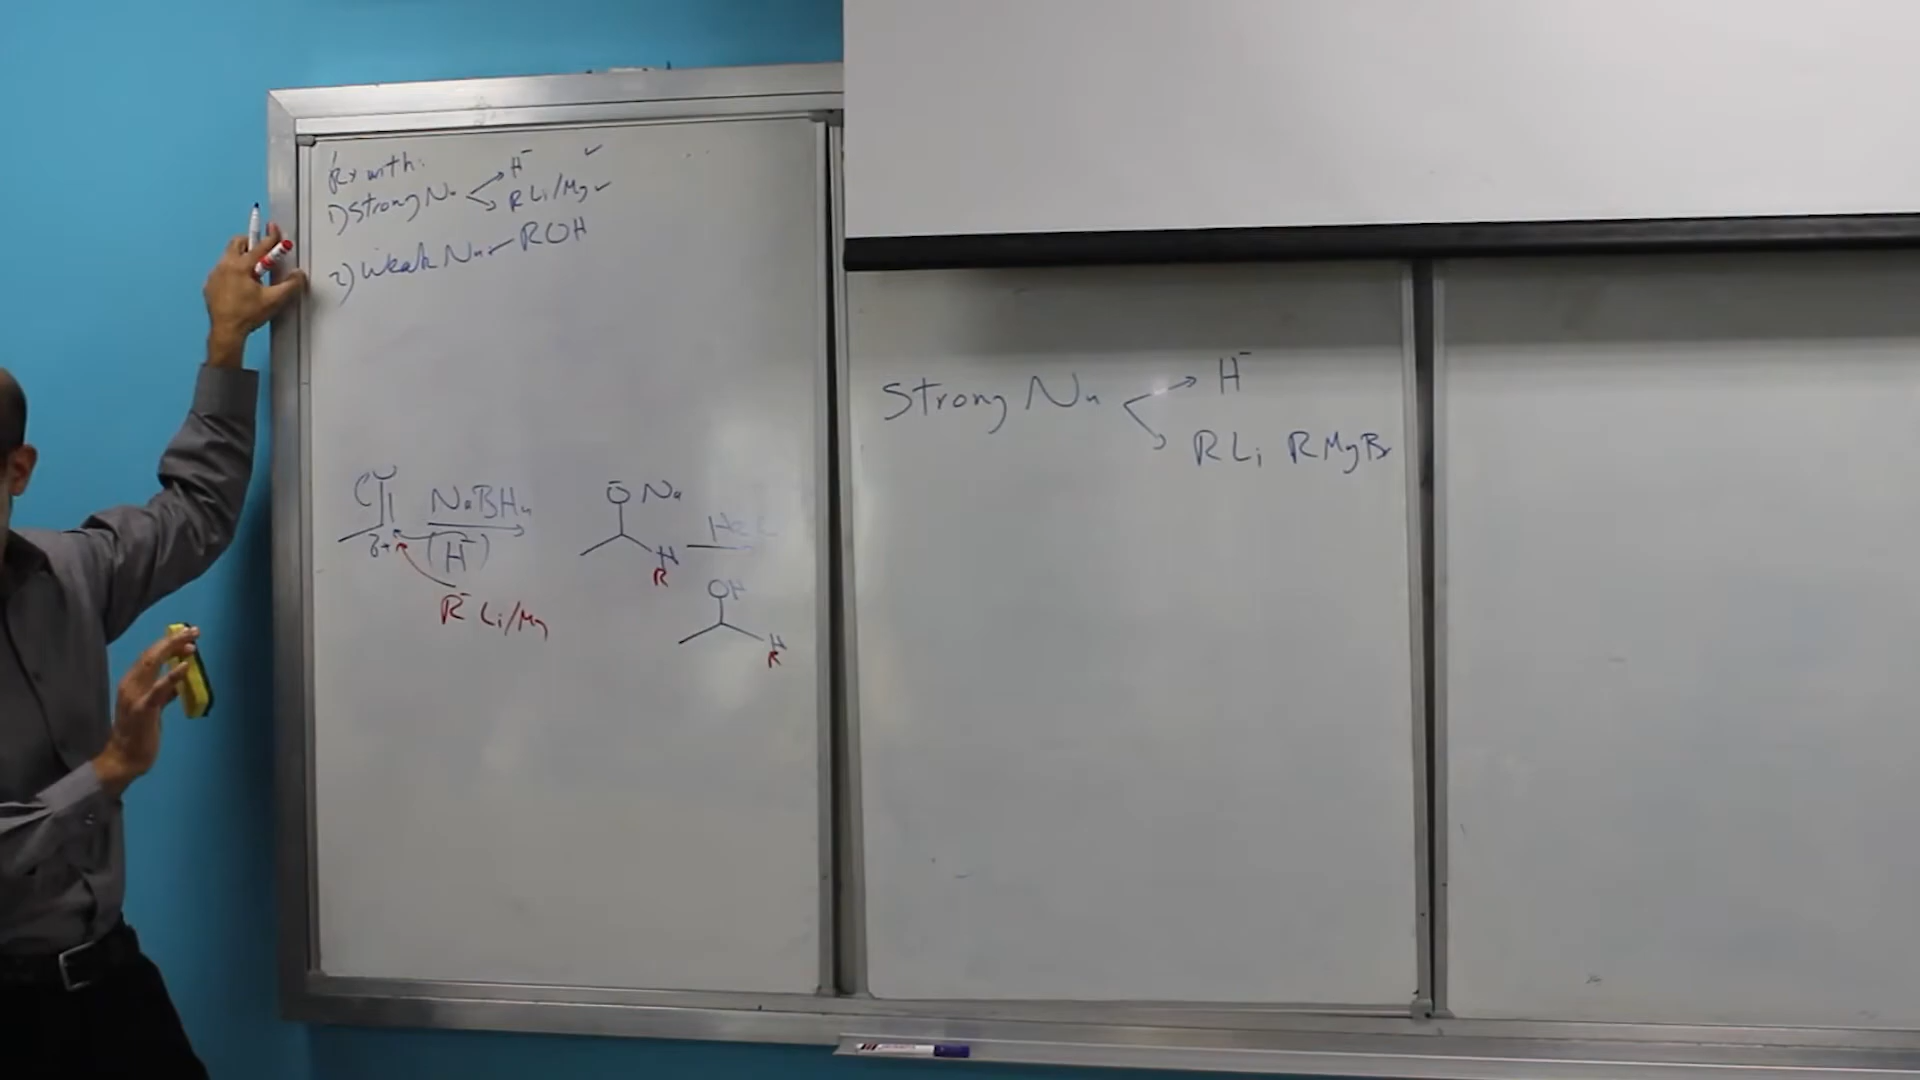 Rx with:
1) Strong Nu H⁻ ✓
RLi/Mg ✓
2) Weak Nu ROH
Strong Nu H⁻
RLi RMgBr
NaBH₄
(H⁻)
δ+
R⁻ Li/Mg
O⁻ Na
H
R
OH
H
R